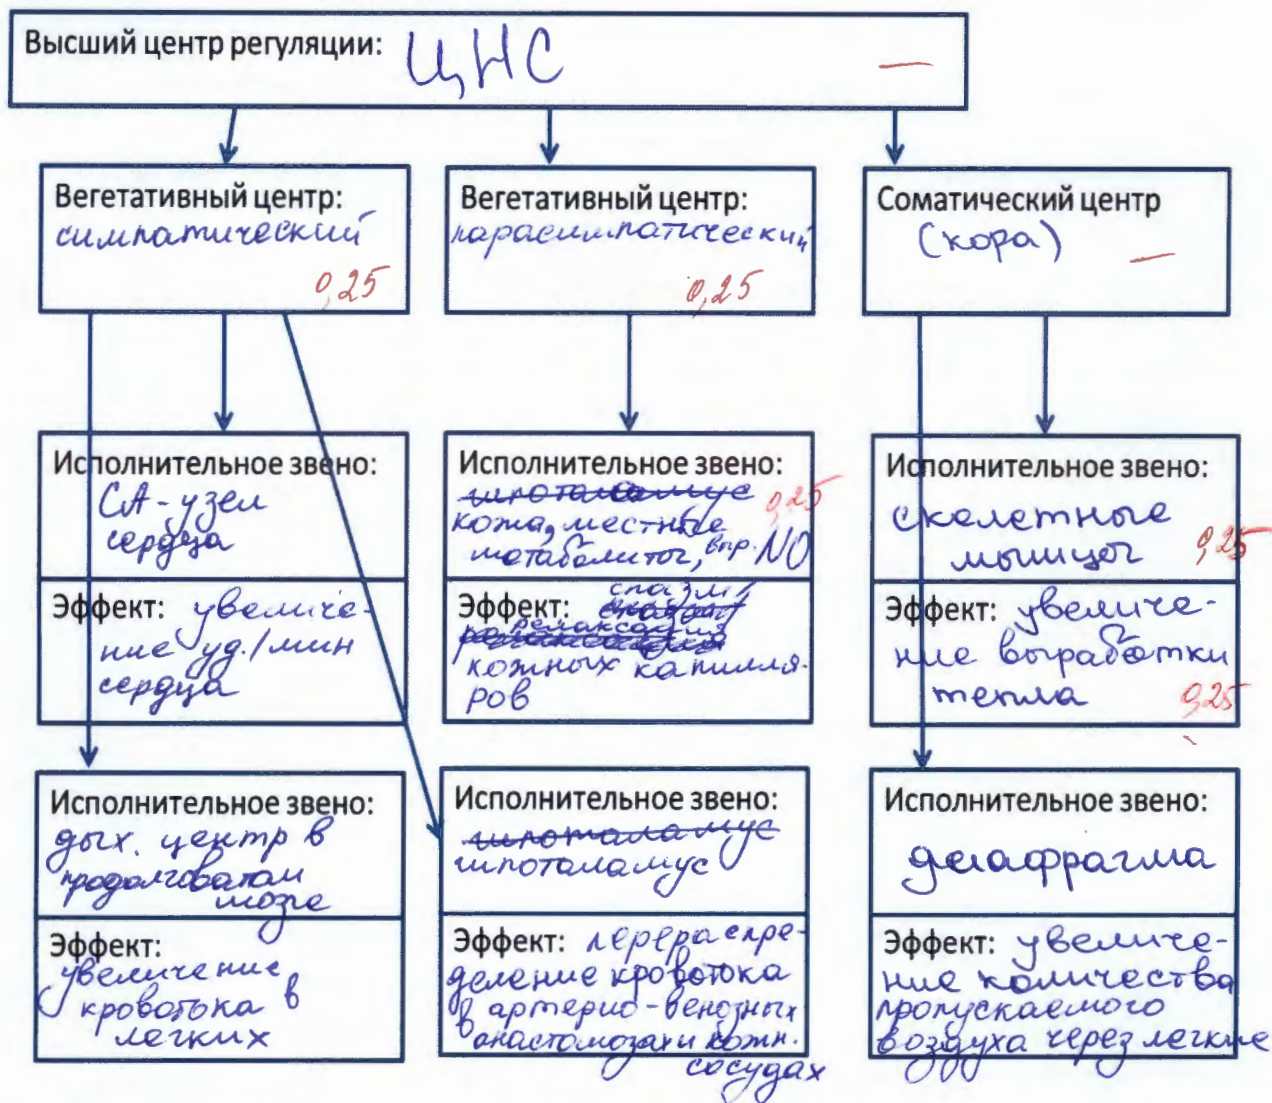 Высший центр регуляции: ЦНС —
Вегетативный центр:
симпатический
0,25
Вегетативный центр:
парасимпатический
0,25
Соматический центр
(кора) —
Исполнительное звено:
СА-узел
сердца
Эффект: увеличе-
ние уд./мин
сердца
Исполнительное звено:
гипоталамус 0,25
кожа, местные
метаболиты, впр. NO
Эффект: спазм и
релаксация
кожных капилля-
ров
Исполнительное звено:
скелетные
мышцы 0,25
Эффект: увеличе-
ние выработки
тепла 0,25
Исполнительное звено:
дых. центр в
продолговатом
мозге
Эффект:
увеличение
кровотока в
легких
Исполнительное звено:
гипоталамус
гипоталамус
Эффект: перераспре-
деление кровотока
в артерио-венозных
анастомозах и кожн.
сосудах
Исполнительное звено:
диафрагма
Эффект: увеличе-
ние количества
пропускаемого
воздуха через легкие